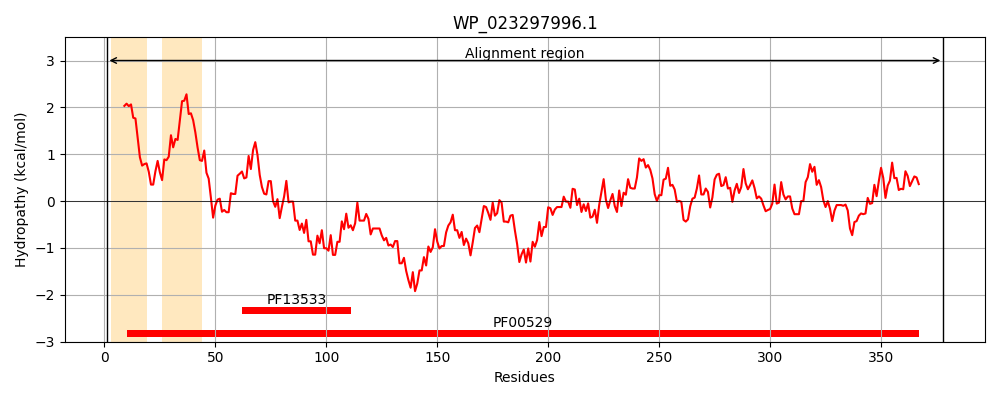 WP_023297996.1
Alignment region
Hydropathy (kcal/mol)
3
2
1
0
−1
−2
−3
PF13533
PF00529
0
50
100
150
200
250
300
350
Residues